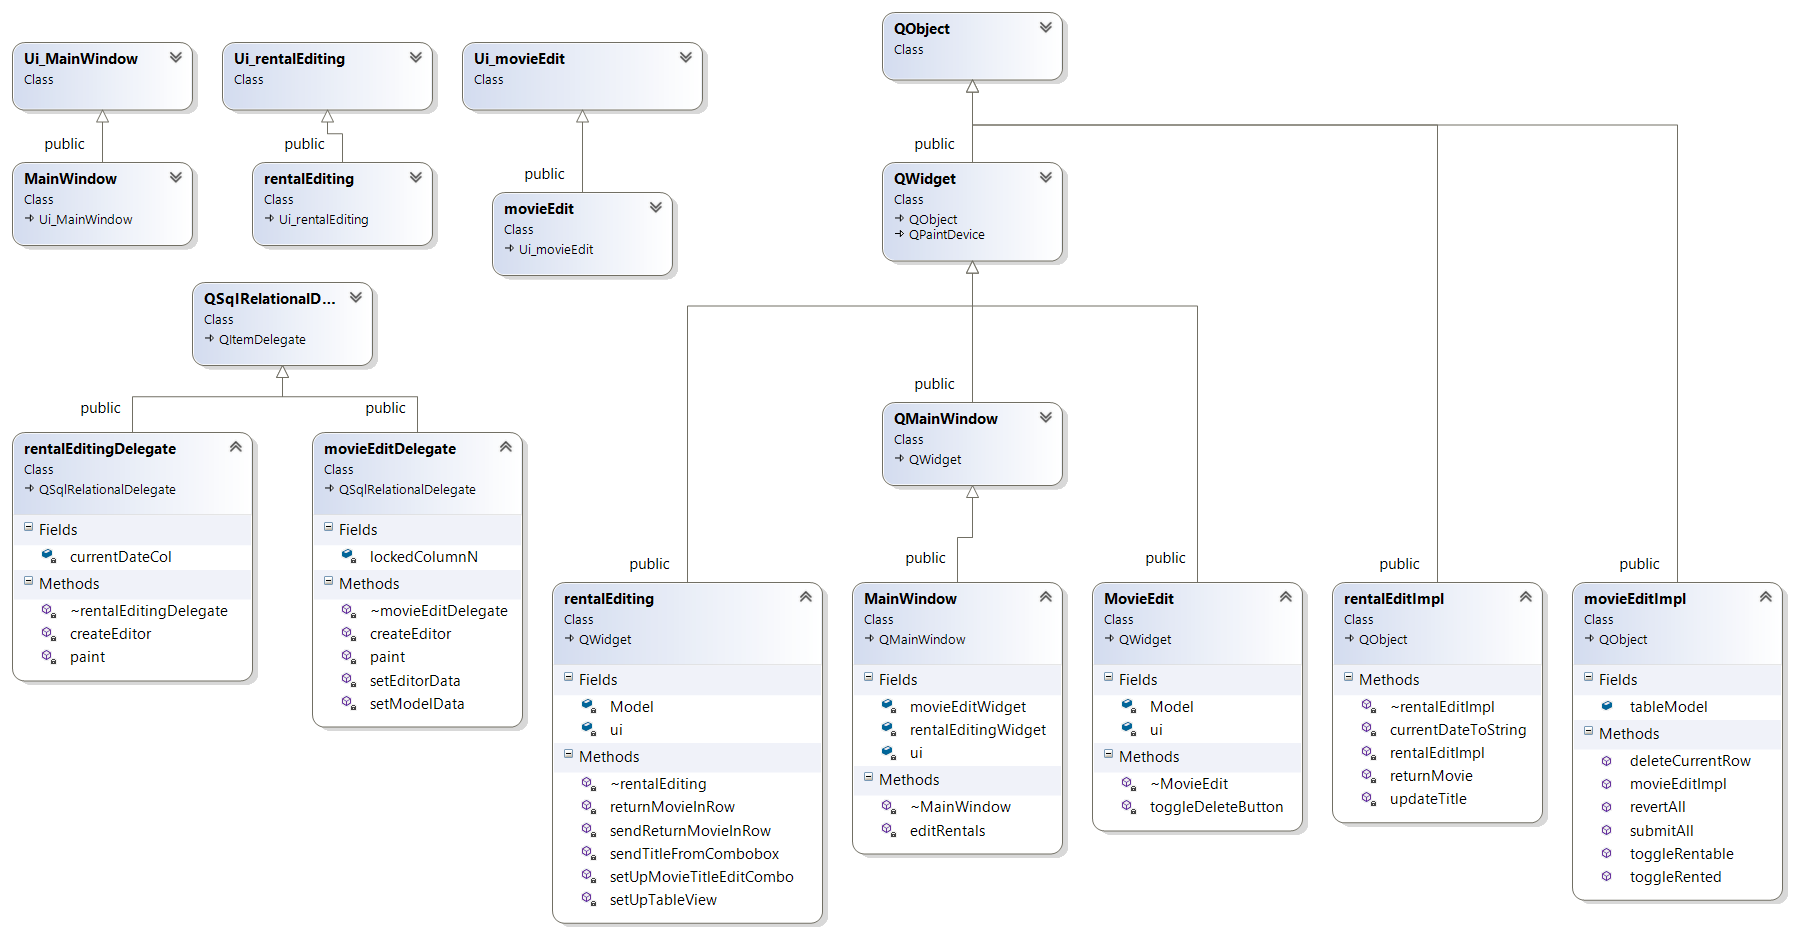 Ui_MainWindow
Class
public
MainWindow
Class
Ui_MainWindow
Ui_rentalEditing
Class
public
rentalEditing
Class
Ui_rentalEditing
Ui_movieEdit
Class
public
movieEdit
Class
Ui_movieEdit
QObject
Class
public
QWidget
Class
QObject
QPaintDevice
QSqlRelationalD...
Class
QItemDelegate
public
public
rentalEditingDelegate
Class
QSqlRelationalDelegate
Fields
currentDateCol
Methods
~rentalEditingDelegate
createEditor
paint
movieEditDelegate
Class
QSqlRelationalDelegate
Fields
lockedColumnN
Methods
~movieEditDelegate
createEditor
paint
setEditorData
setModelData
public
QMainWindow
Class
QWidget
public
rentalEditing
Class
QWidget
Fields
Model
ui
Methods
~rentalEditing
returnMovieInRow
sendReturnMovieInRow
sendTitleFromCombobox
setUpMovieTitleEditCombo
setUpTableView
public
MainWindow
Class
QMainWindow
Fields
movieEditWidget
rentalEditingWidget
ui
Methods
~MainWindow
editRentals
public
MovieEdit
Class
QWidget
Fields
Model
ui
Methods
~MovieEdit
toggleDeleteButton
public
rentalEditImpl
Class
QObject
Methods
~rentalEditImpl
currentDateToString
rentalEditImpl
returnMovie
updateTitle
public
movieEditImpl
Class
QObject
Fields
tableModel
Methods
deleteCurrentRow
movieEditImpl
revertAll
submitAll
toggleRentable
toggleRented